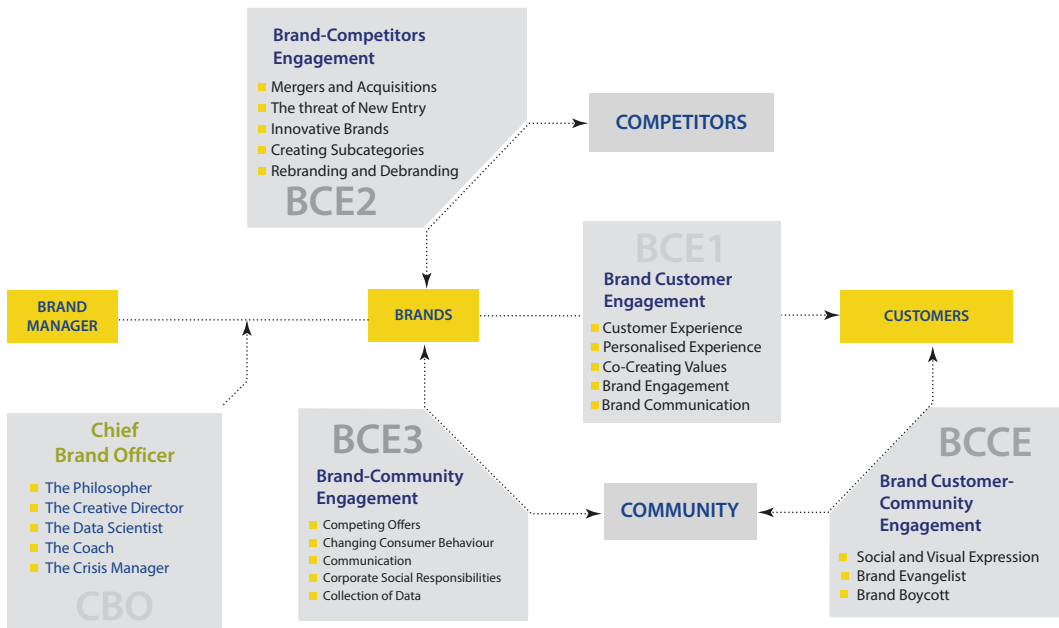 Brand-Competitors
Engagement
Mergers and Acquisitions
The threat of New Entry
Innovative Brands
Creating Subcategories
Rebranding and Debranding
BCE2
COMPETITORS
BCE1
Brand Customer
Engagement
Customer Experience
Personalised Experience
Co-Creating Values
Brand Engagement
Brand Communication
BRAND
MANAGER
BRANDS
CUSTOMERS
Chief
Brand Officer
The Philosopher
The Creative Director
The Data Scientist
The Coach
The Crisis Manager
CBO
BCE3
Brand-Community
Engagement
Competing Offers
Changing Consumer Behaviour
Communication
Corporate Social Responsibilities
Collection of Data
COMMUNITY
BCCE
Brand Customer-
Community
Engagement
Social and Visual Expression
Brand Evangelist
Brand Boycott